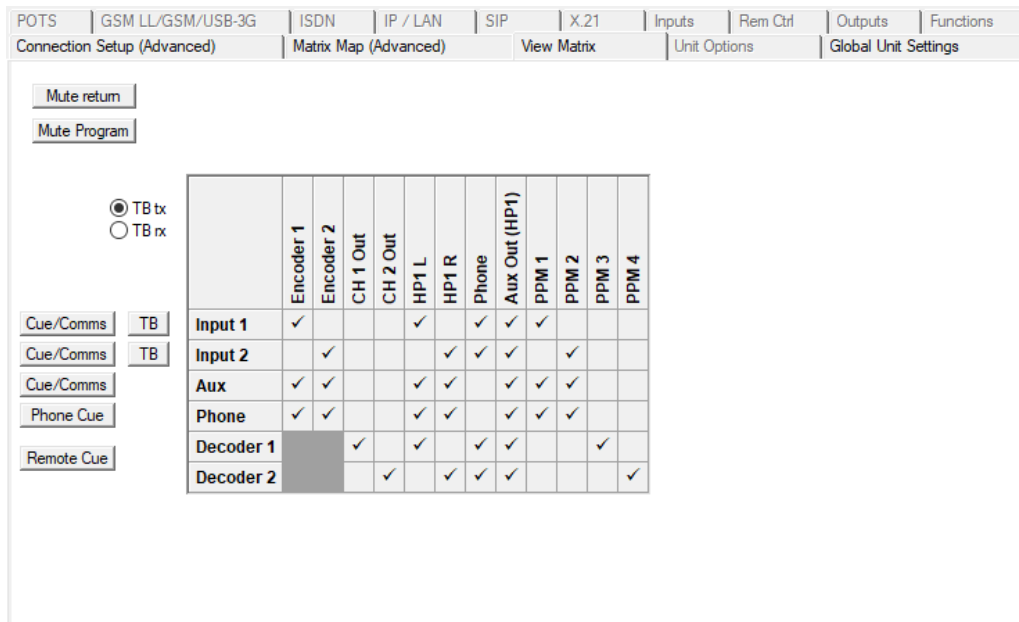 POTS GSM LL/GSM/USB-3G ISDN IP / LAN SIP X.21 Inputs Rem Ctrl Outputs Functions
Connection Setup (Advanced) Matrix Map (Advanced) View Matrix Unit Options Global Unit Settings
Mute return
Mute Program
TB tx
TB rx
Encoder 1 Encoder 2 CH 1 Out CH 2 Out HP1 L HP1 R Phone Aux Out (HP1) PPM 1 PPM 2 PPM 3 PPM 4
Cue/Comms TB Input 1 ✓ ✓ ✓ ✓ ✓
Cue/Comms TB Input 2 ✓ ✓ ✓ ✓ ✓
Cue/Comms Aux ✓ ✓ ✓ ✓ ✓ ✓ ✓
Phone Cue Phone ✓ ✓ ✓ ✓ ✓ ✓ ✓
Decoder 1 ✓ ✓ ✓ ✓ ✓
Remote Cue
Decoder 2 ✓ ✓ ✓ ✓ ✓